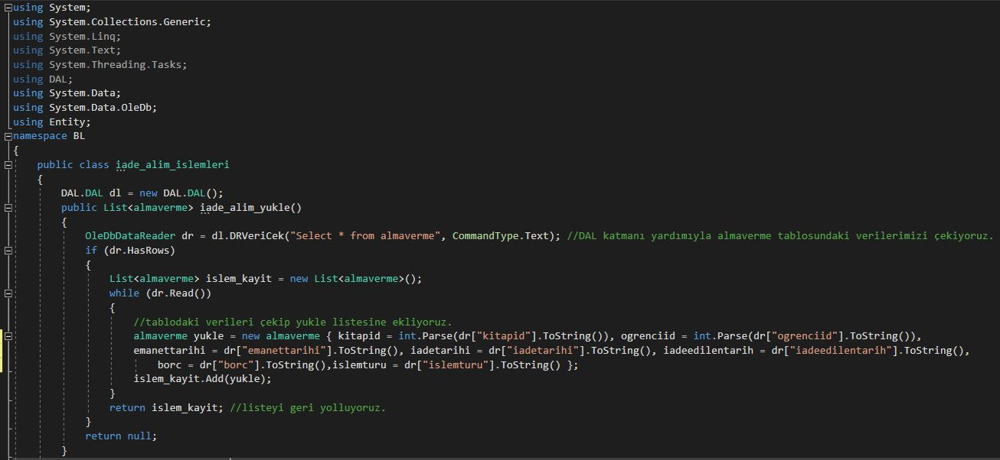 using System;
using System.Collections.Generic;
using System.Linq;
using System.Text;
using System.Threading.Tasks;
using DAL;
using System.Data;
using System.Data.OleDb;
using Entity;
namespace BL
{
    public class iade_alim_islemleri
    {
        DAL.DAL dl = new DAL.DAL();
        public List<almaverme> iade_alim_yukle()
        {
            OleDbDataReader dr = dl.DRVeriCek("Select * from almaverme", CommandType.Text); //DAL katmanı yardımıyla almaverme tablosundaki verilerimizi çekiyoruz.
            if (dr.HasRows)
            {
                List<almaverme> islem_kayit = new List<almaverme>();
                while (dr.Read())
                {
                    //tablodaki verileri çekip yukle listesine ekliyoruz.
                    almaverme yukle = new almaverme { kitapid = int.Parse(dr["kitapid"].ToString()), ogrenciid = int.Parse(dr["ogrenciid"].ToString()),
                    emanettarihi = dr["emanettarihi"].ToString(), iadetarihi = dr["iadetarihi"].ToString(), iadeedilentarih = dr["iadeedilentarih"].ToString(),
                        borc = dr["borc"].ToString(),islemturu = dr["islemturu"].ToString() };
                    islem_kayit.Add(yukle);
                }
                return islem_kayit; //listeyi geri yolluyoruz.
            }
            return null;
        }